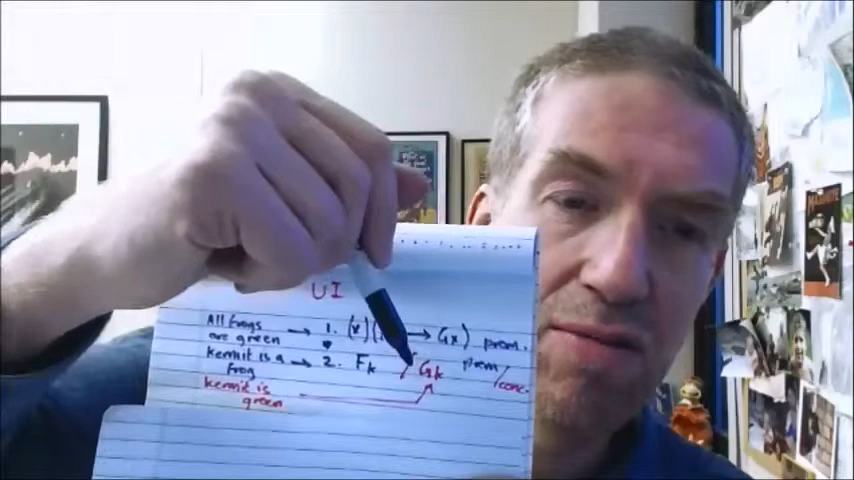 UI
All frogs → 1. (x)( → Gx) prem.
are green
Kermit is a → 2. Fk / Gk prem/conc.
frog
Kermit is
green